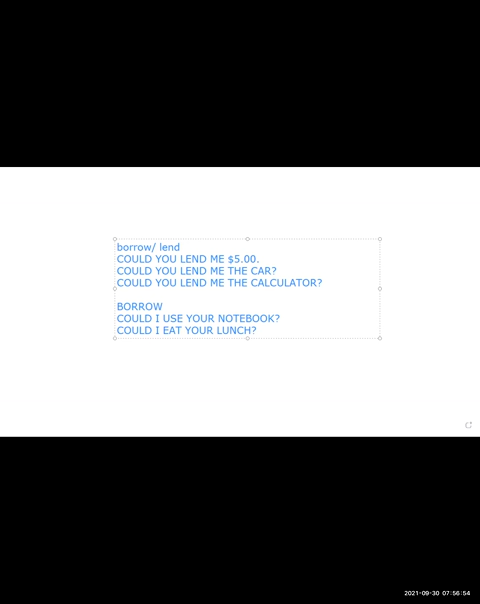 borrow/ lend
COULD YOU LEND ME $5.00.
COULD YOU LEND ME THE CAR?
COULD YOU LEND ME THE CALCULATOR?
BORROW
COULD I USE YOUR NOTEBOOK?
COULD I EAT YOUR LUNCH?
2021-09-30 07:56:54